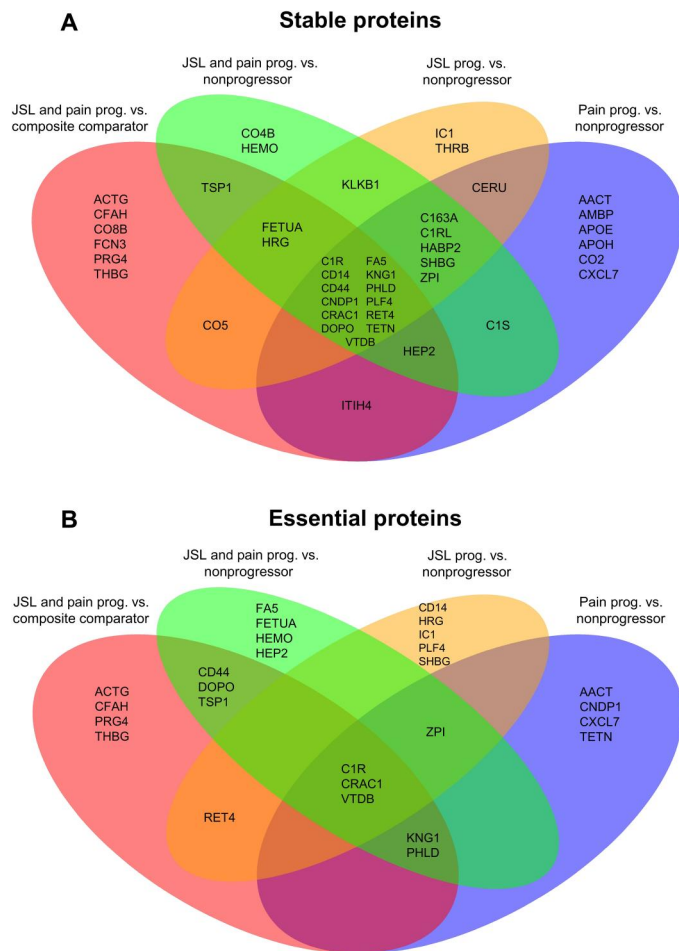 A
Stable proteins
JSL and pain prog. vs.
nonprogressor
JSL prog. vs.
nonprogressor
JSL and pain prog. vs.
composite comparator
Pain prog. vs.
nonprogressor
CO4B
HEMO
IC1
THRB
TSP1
KLKB1
CERU
ACTG
CFAH
CO8B
FCN3
PRG4
THBG
AACT
AMBP
APOE
APOH
CO2
CXCL7
FETUA
HRG
C163A
C1RL
HABP2
SHBG
ZPI
C1R FA5
CD14 KNG1
CD44 PHLD
CNDP1 PLF4
CRAC1 RET4
DOPO TETN
VTDB
CO5
C1S
HEP2
ITIH4
B
Essential proteins
JSL and pain prog. vs.
nonprogressor
JSL prog. vs.
nonprogressor
JSL and pain prog. vs.
composite comparator
Pain prog. vs.
nonprogressor
FA5
FETUA
HEMO
HEP2
CD14
HRG
IC1
PLF4
SHBG
CD44
DOPO
TSP1
ACTG
CFAH
PRG4
THBG
AACT
CNDP1
CXCL7
TETN
ZPI
C1R
CRAC1
VTDB
RET4
KNG1
PHLD